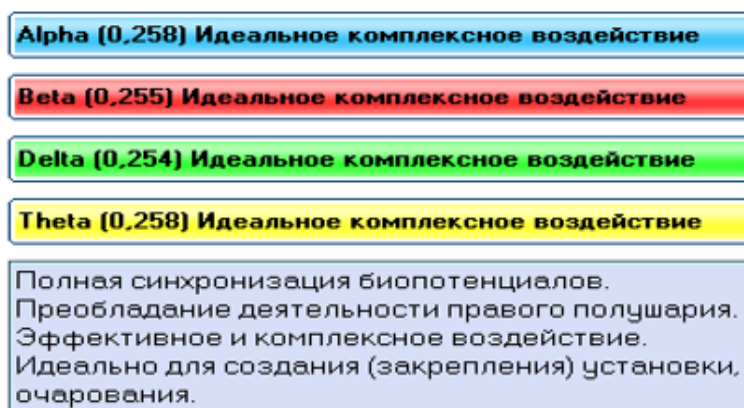 Alpha (0,258) Идеальное комплексное воздействие
Beta (0,255) Идеальное комплексное воздействие
Delta (0,254) Идеальное комплексное воздействие
Theta (0,258) Идеальное комплексное воздействие
Полная синхронизация биопотенциалов.
Преобладание деятельности правого полушария.
Эффективное и комплексное воздействие.
Идеально для создания (закрепления) установки,
очарования.